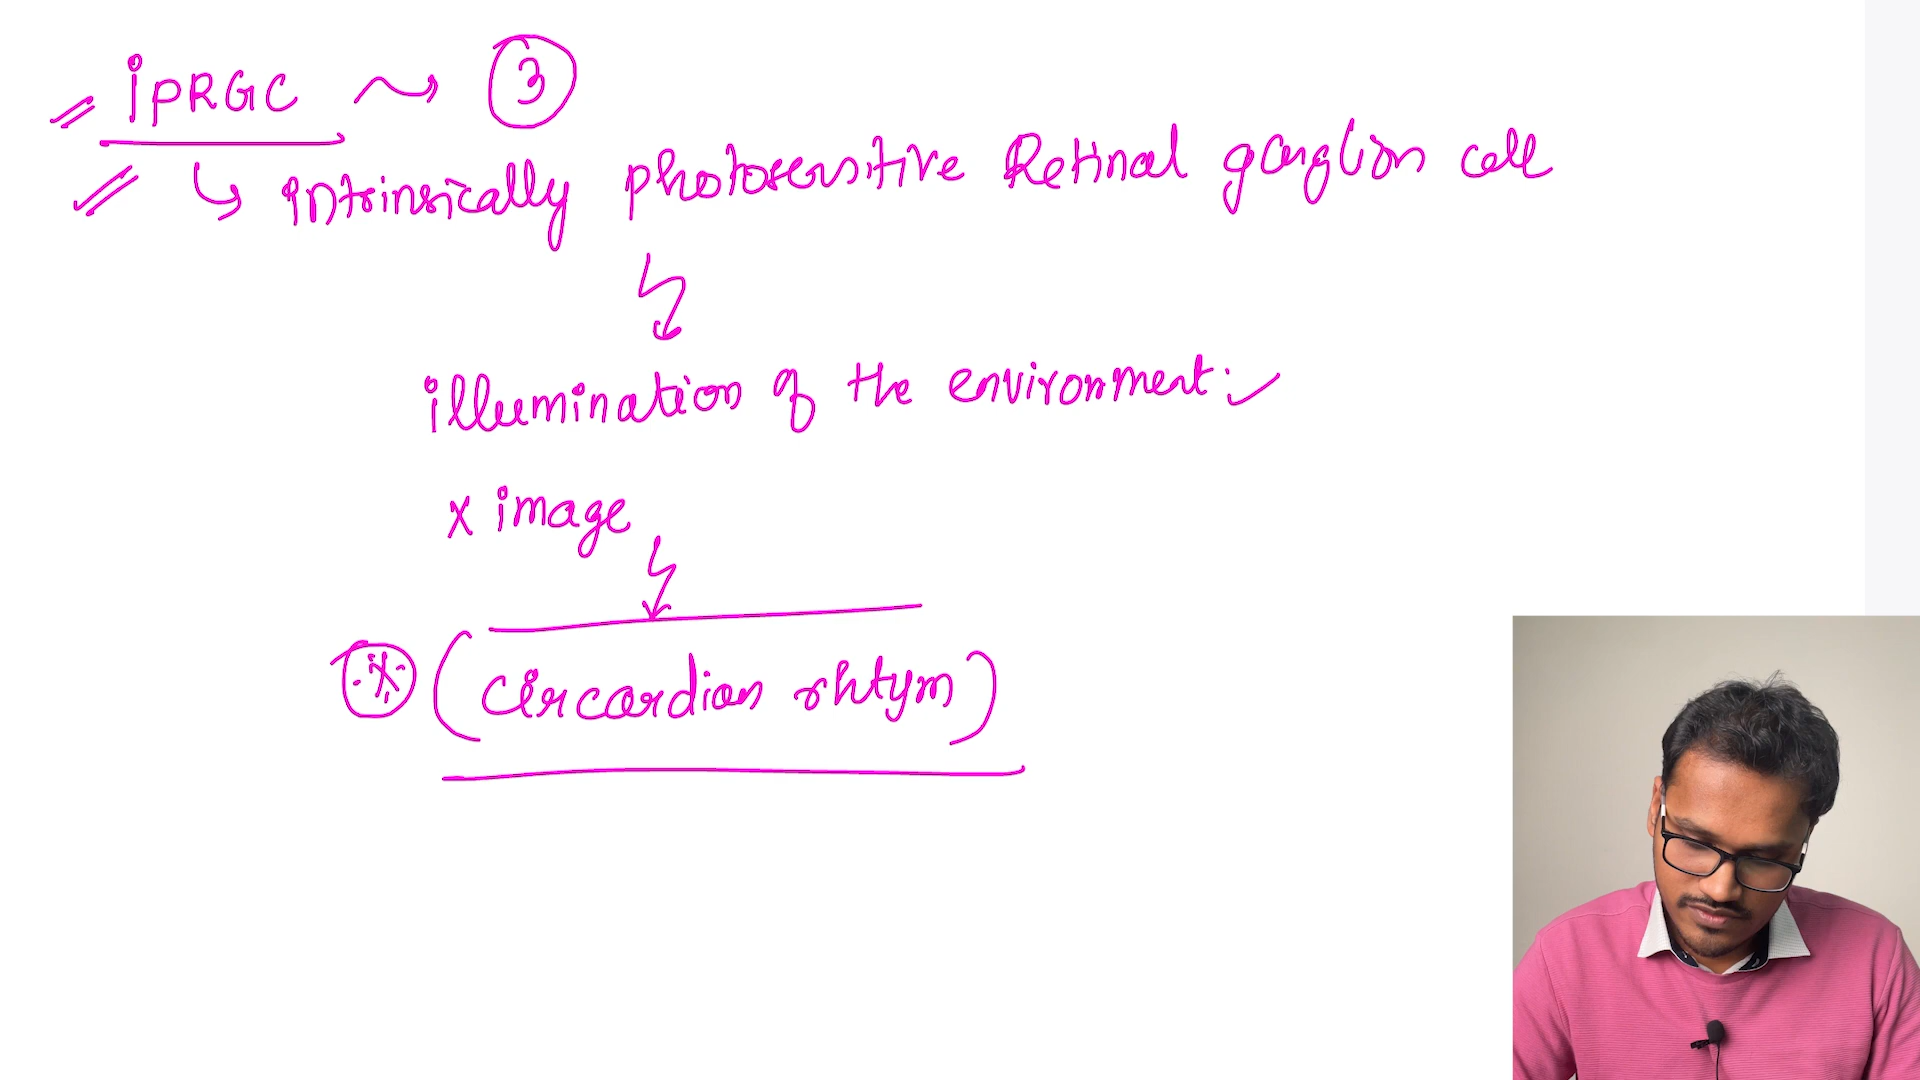 iPRGC ③
intrinsically photosensitive Retinal ganglion cell
illumination of the environment.
x image
* (circardian rhtym)